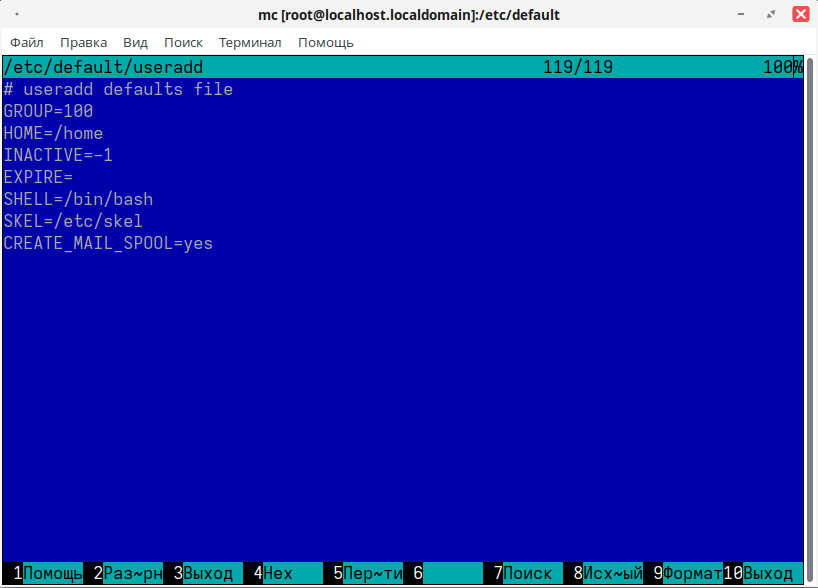 mc [root@localhost.localdomain]:/etc/default
Файл Правка Вид Поиск Терминал Помощь
/etc/default/useradd 119/119 100%
# useradd defaults file
GROUP=100
HOME=/home
INACTIVE=-1
EXPIRE=
SHELL=/bin/bash
SKEL=/etc/skel
CREATE_MAIL_SPOOL=yes
1Помощь 2Раз~рн 3Выход 4Hex 5Пер~ти 6 7Поиск 8Исх~ый 9Формат 10Выход